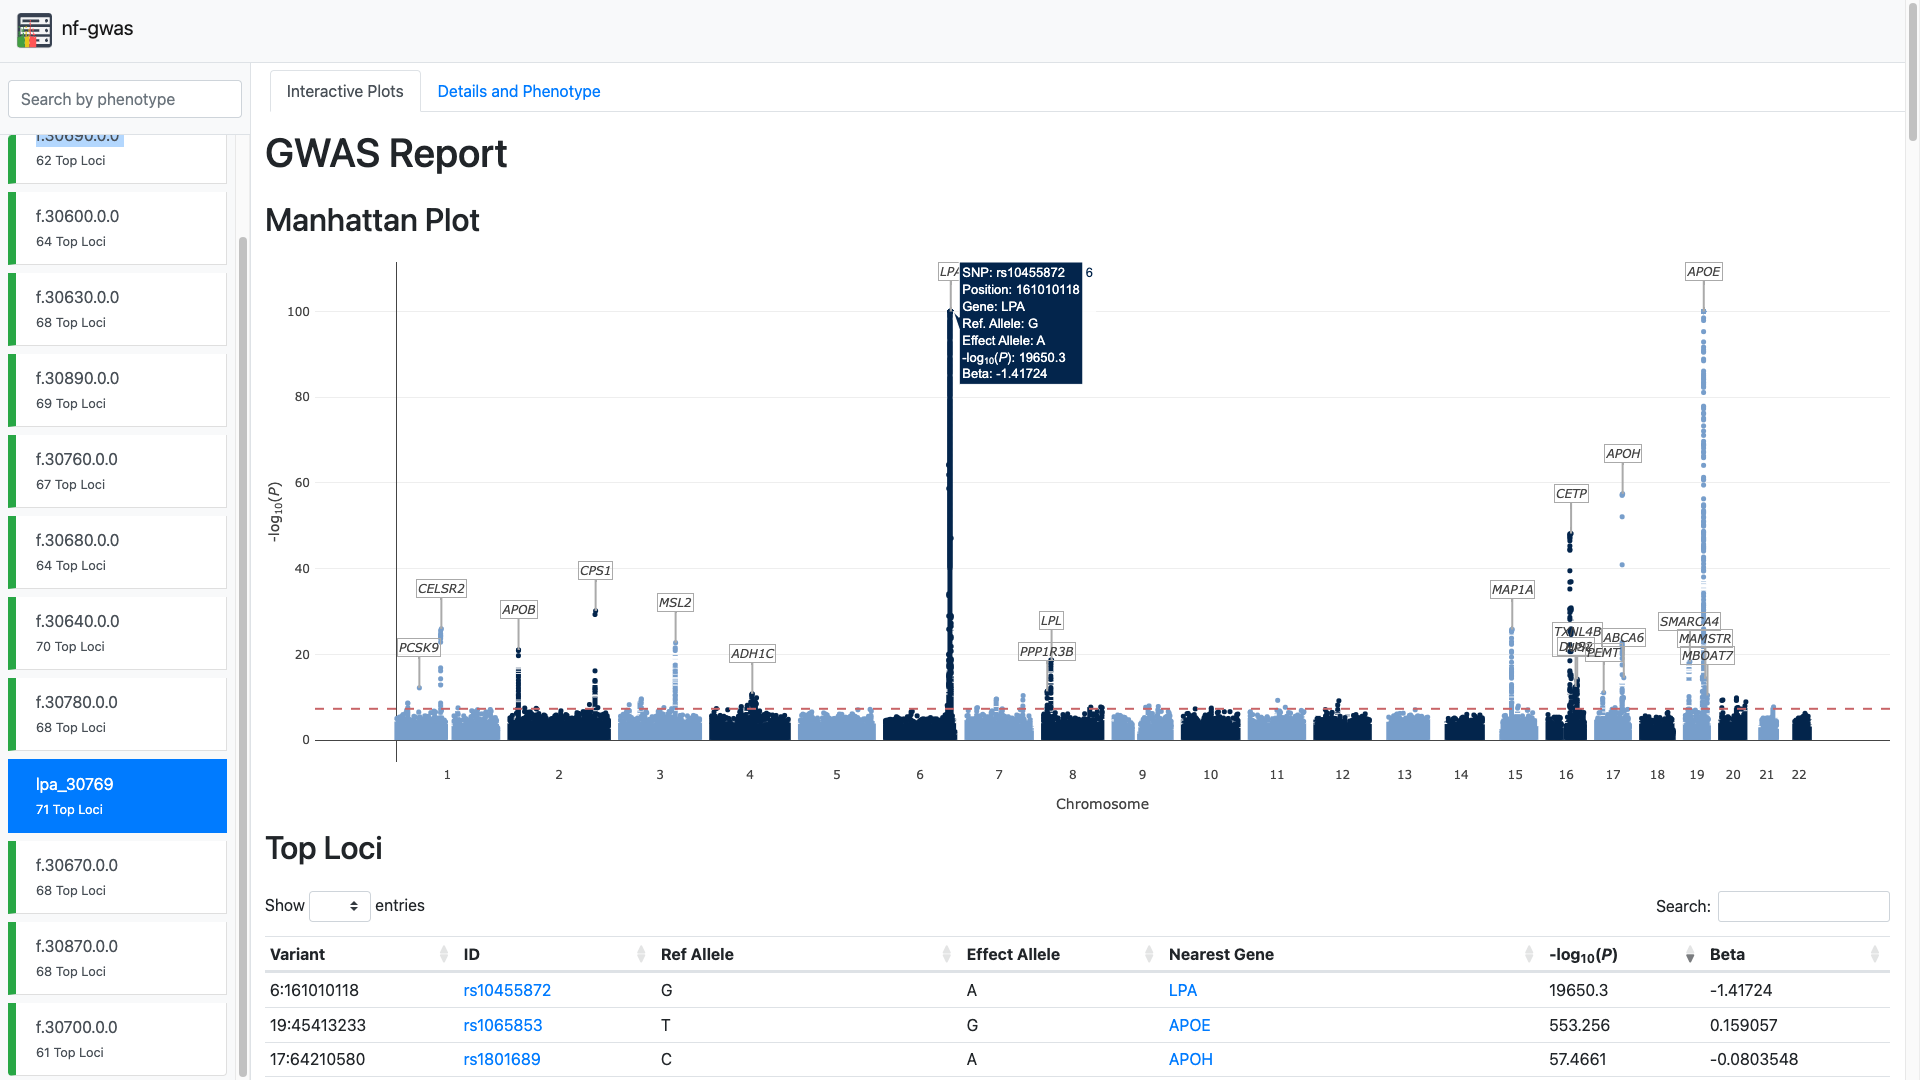 nf-gwas
Search by phenotype
f.30690.0.0
62 Top Loci
f.30600.0.0
64 Top Loci
f.30630.0.0
68 Top Loci
f.30890.0.0
69 Top Loci
f.30760.0.0
67 Top Loci
f.30680.0.0
64 Top Loci
f.30640.0.0
70 Top Loci
f.30780.0.0
68 Top Loci
lpa_30769
71 Top Loci
f.30670.0.0
68 Top Loci
f.30870.0.0
68 Top Loci
f.30700.0.0
61 Top Loci
Interactive Plots Details and Phenotype
GWAS Report
Manhattan Plot
-log10(P)
100
80
60
40
20
0
LPA
SNP: rs10455872
Position: 161010118
Gene: LPA
Ref. Allele: G
Effect Allele: A
-log10(P): 19650.3
Beta: -1.41724
6
APOE
APOH
CETP
CPS1
CELSR2
MAP1A
MSL2
APOB
LPL
SMARCA4
TXNL4B
ABCA6
MAMSTR
PCSK9
PPP1R3B
ADH1C
PEMT
MBOAT7
1 2 3 4 5 6 7 8 9 10 11 12 13 14 15 16 17 18 19 20 21 22
Chromosome
Top Loci
Show entries
Search:
Variant ID Ref Allele Effect Allele Nearest Gene -log10(P) Beta
6:161010118 rs10455872 G A LPA 19650.3 -1.41724
19:45413233 rs1065853 T G APOE 553.256 0.159057
17:64210580 rs1801689 C A APOH 57.4661 -0.0803548